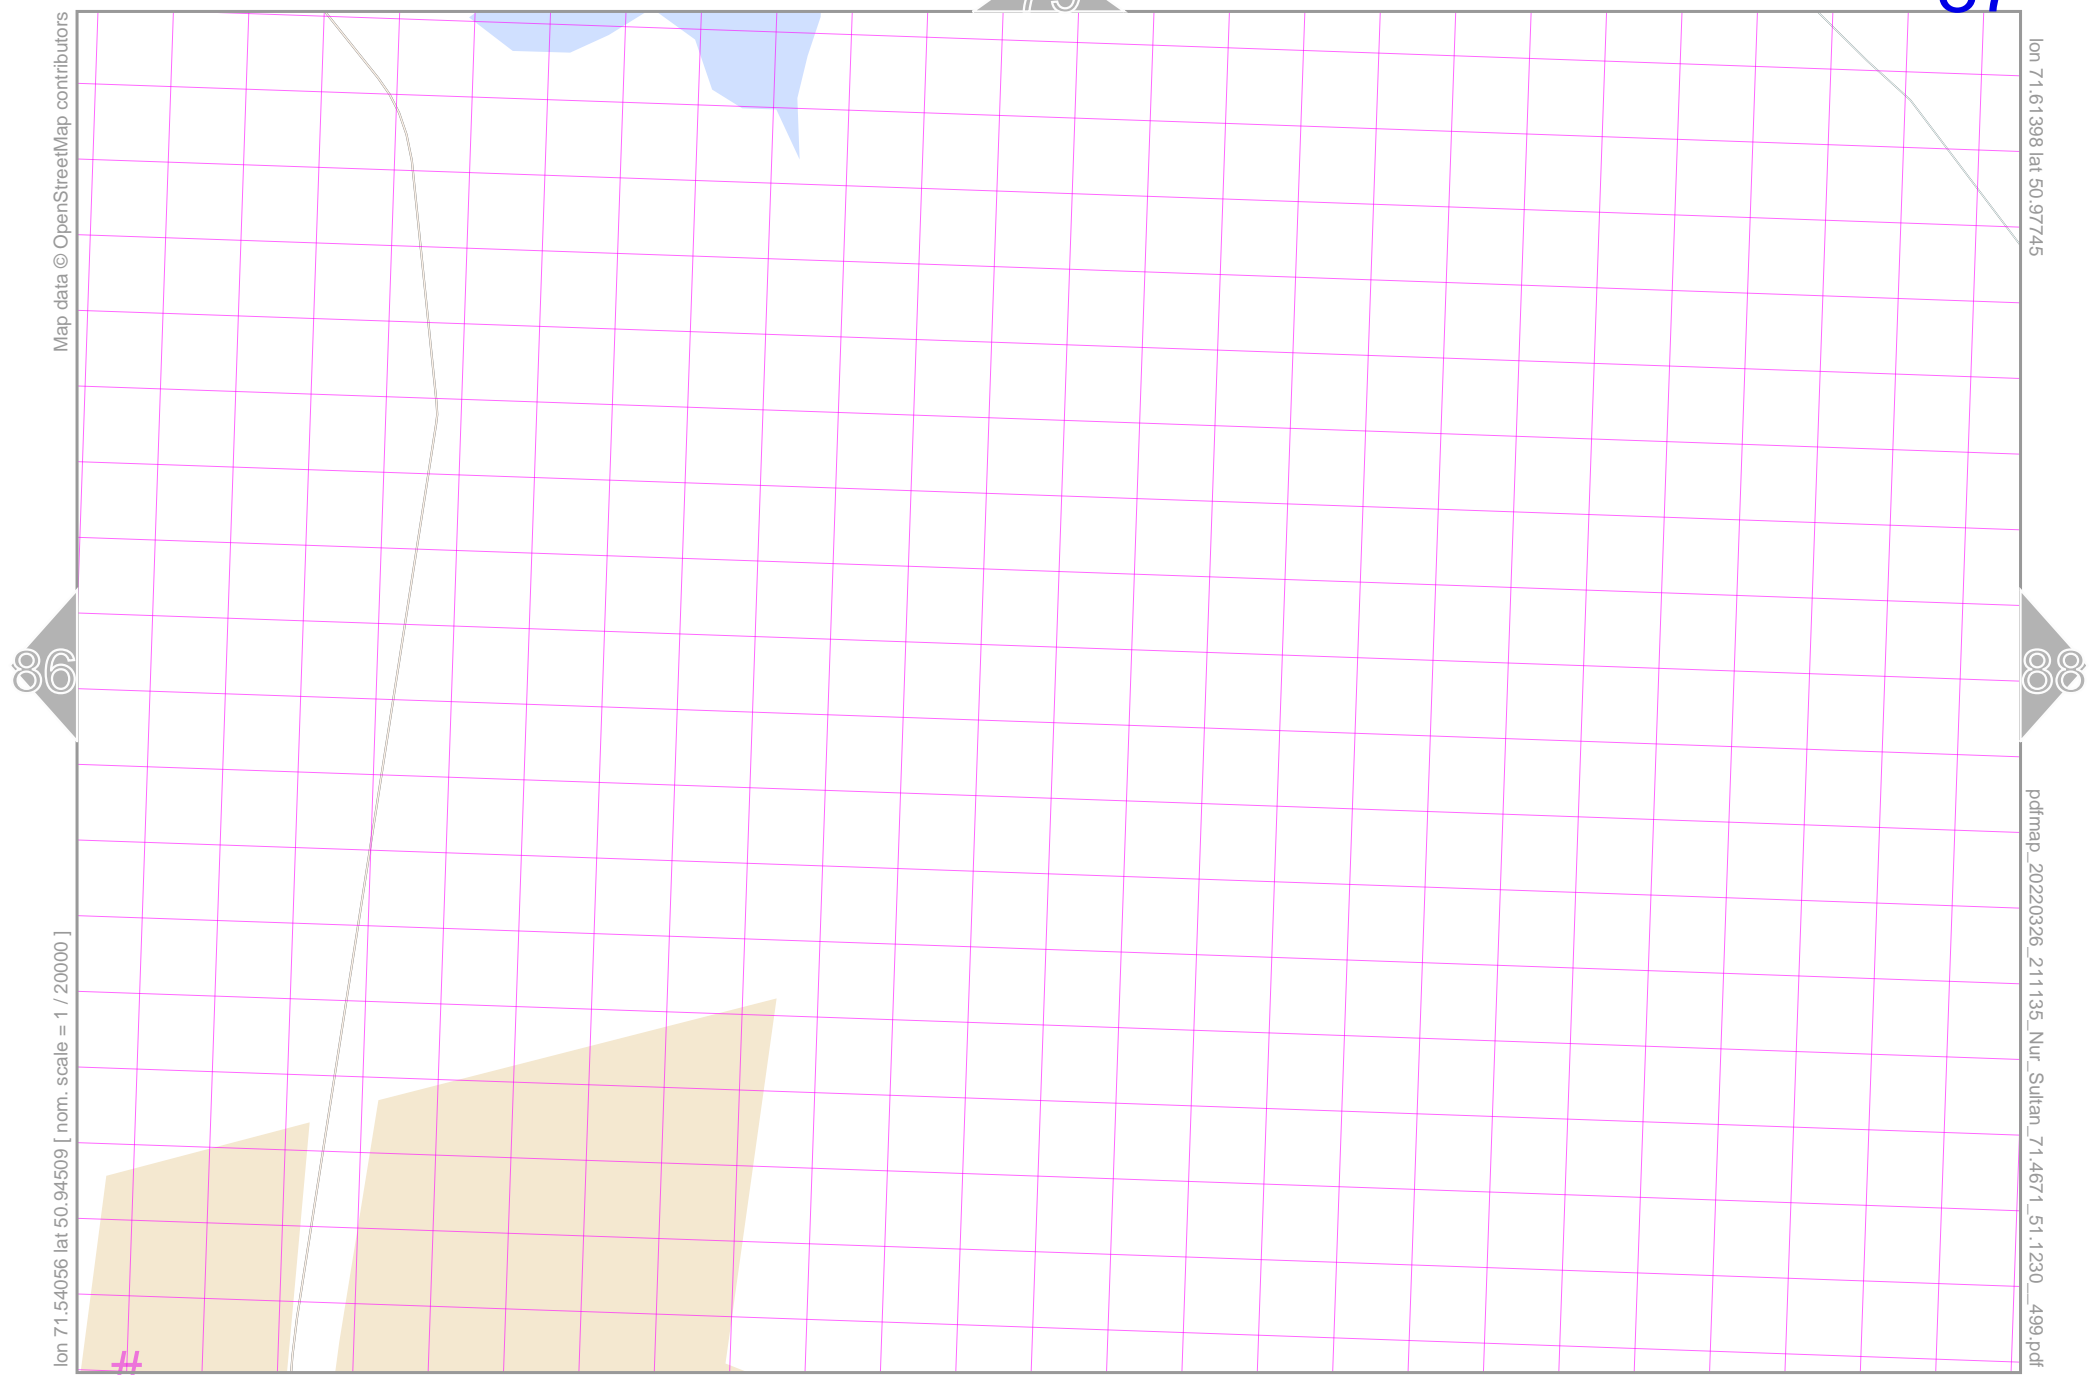 Map data © OpenStreetMap contributors
lon 71.54056 lat 50.94509 [ nom. scale = 1 / 20000 ]
lon 71.61398 lat 50.97745
pdfmap_20220326_211135_Nur_Sultan_71.4671_51.1230__499.pdf
86
88
#